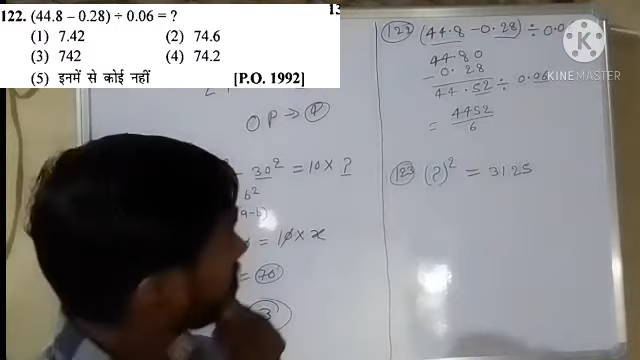 122. (44.8 – 0.28) ÷ 0.06 = ?
(1) 7.42 (2) 74.6
(3) 742 (4) 74.2
(5) इनमें से कोई नहीं [P.O. 1992]
13
OP → P
30² = 10 × ?
b²
a-b)
= 10 × x
= 70
3
122 (44.8 - 0.28) ÷ 0.0
44.80
- 0.28
44.52 ÷ 0.06
= 4452/6
123 (?)² = 3125
KINEMASTER